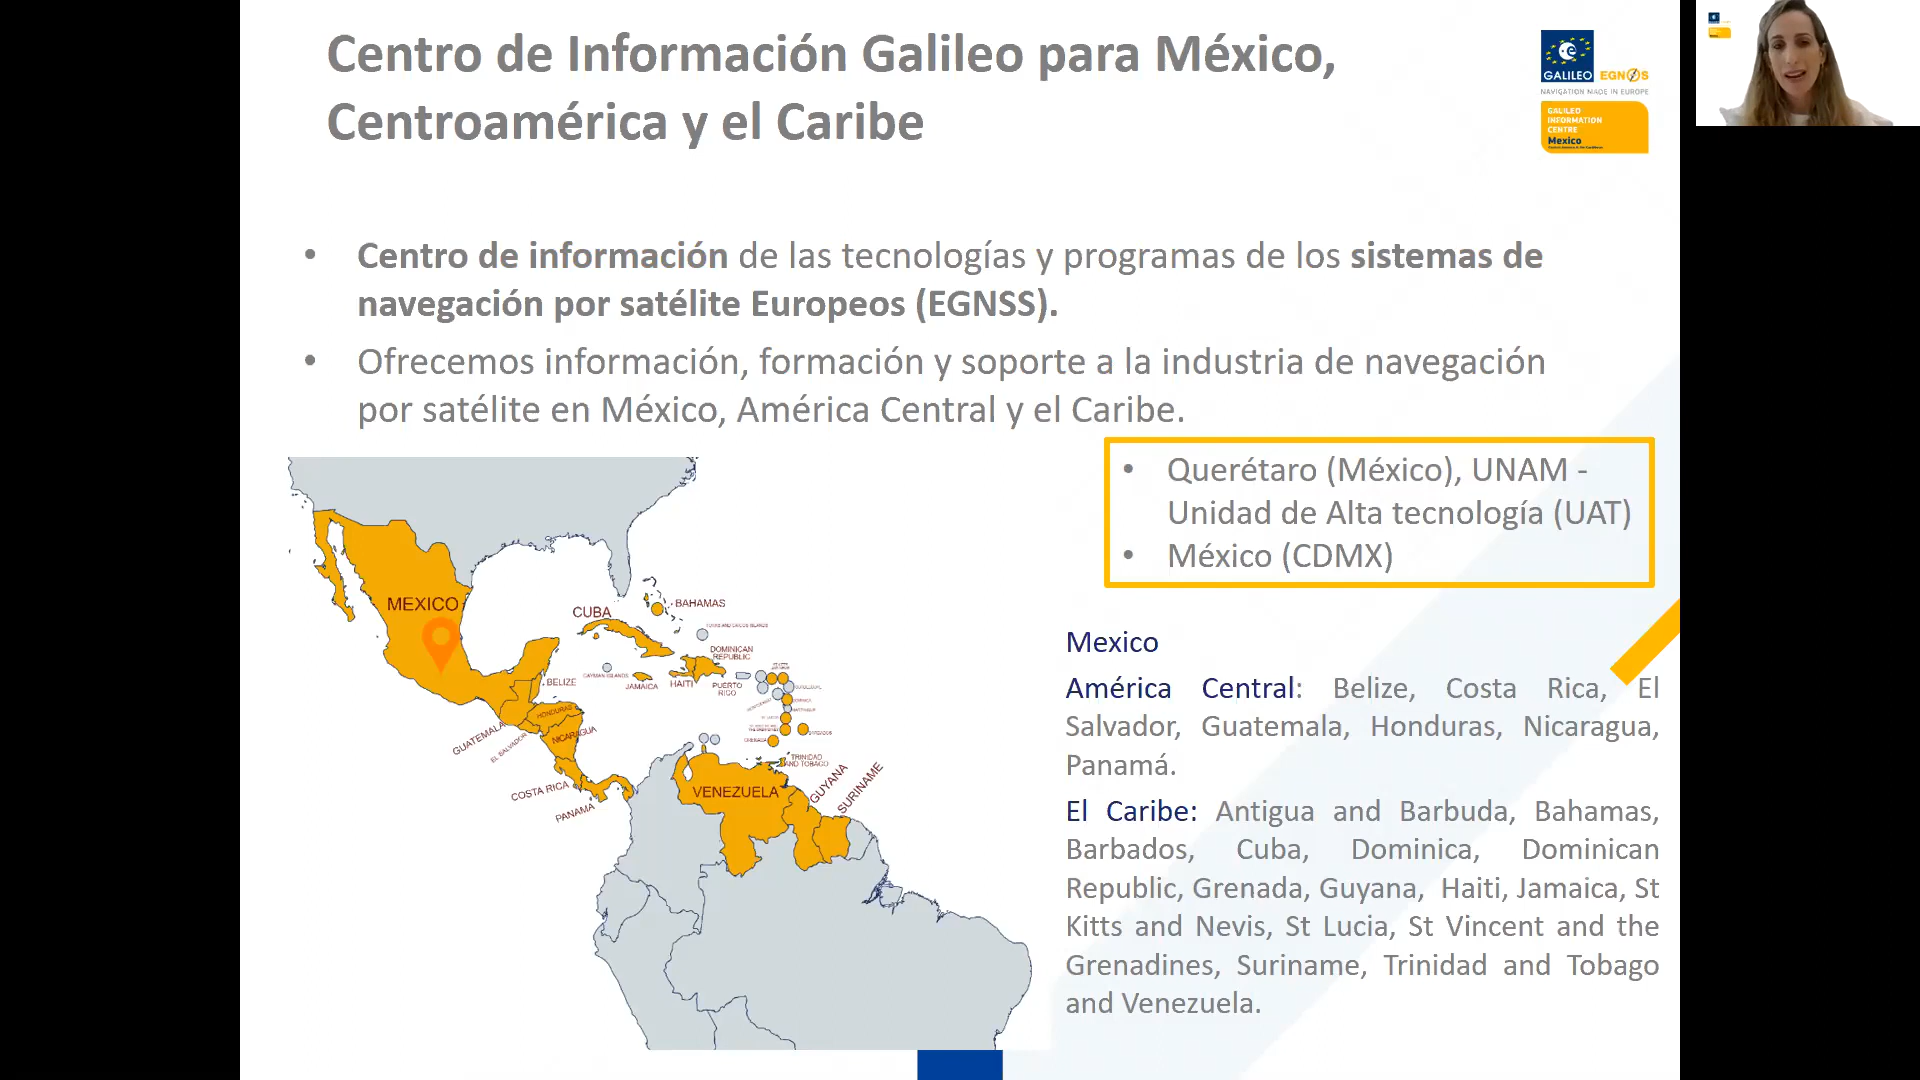 Centro de Información Galileo para México,
Centroamérica y el Caribe
GALILEO
EGNOS
NAVIGATION MADE IN EUROPE
GALILEO
INFORMATION
CENTRE
Mexico
• Centro de información de las tecnologías y programas de los sistemas de
navegación por satélite Europeos (EGNSS).
• Ofrecemos información, formación y soporte a la industria de navegación
por satélite en México, América Central y el Caribe.
• Querétaro (México), UNAM -
Unidad de Alta tecnología (UAT)
• México (CDMX)
MEXICO
CUBA
BAHAMAS
TURKS AND CAICOS ISLANDS
DOMINICAN
REPUBLIC
CAYMAN ISLANDS
JAMAICA
HAITI
PUERTO
RICO
BELIZE
HONDURAS
GUATEMALA
EL SALVADOR
NICARAGUA
GRENADA
BARBADOS
TRINIDAD
AND TOBAGO
COSTA RICA
PANAMA
VENEZUELA
GUYANA
SURINAME
Mexico
América Central: Belize, Costa Rica, El
Salvador, Guatemala, Honduras, Nicaragua,
Panamá.
El Caribe: Antigua and Barbuda, Bahamas,
Barbados, Cuba, Dominica, Dominican
Republic, Grenada, Guyana, Haiti, Jamaica, St
Kitts and Nevis, St Lucia, St Vincent and the
Grenadines, Suriname, Trinidad and Tobago
and Venezuela.